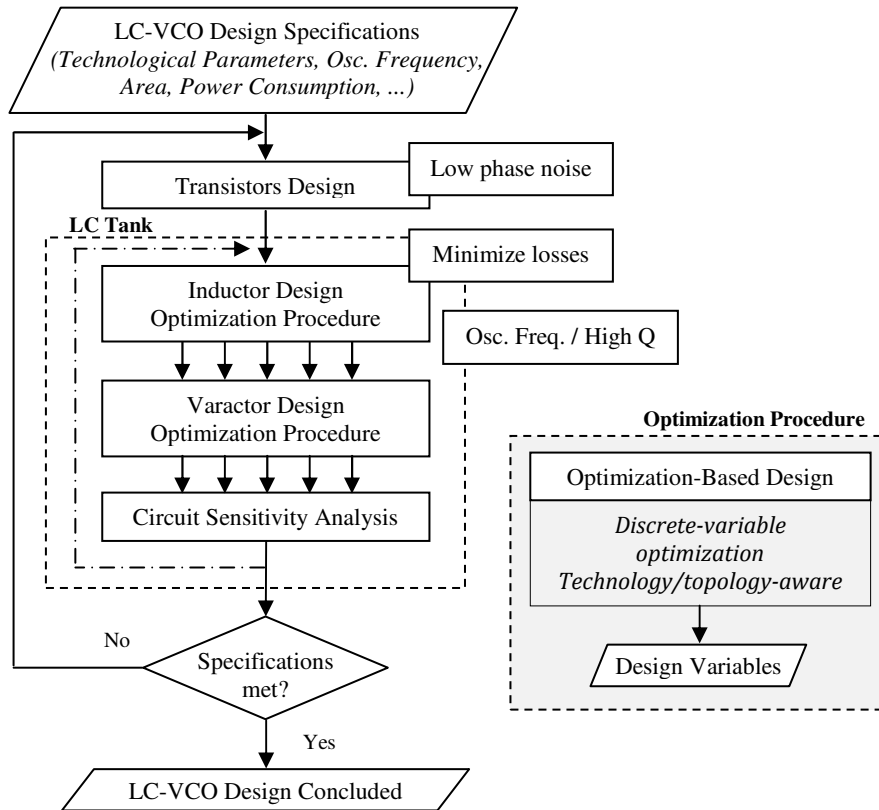 LC-VCO Design Specifications
(Technological Parameters, Osc. Frequency,
Area, Power Consumption, ...)
Low phase noise
Transistors Design
LC Tank
Minimize losses
Inductor Design
Optimization Procedure
Osc. Freq. / High Q
Varactor Design
Optimization Procedure
Circuit Sensitivity Analysis
Optimization Procedure
Optimization-Based Design
Discrete-variable
optimization
Technology/topology-aware
Design Variables
No
Specifications
met?
Yes
LC-VCO Design Concluded